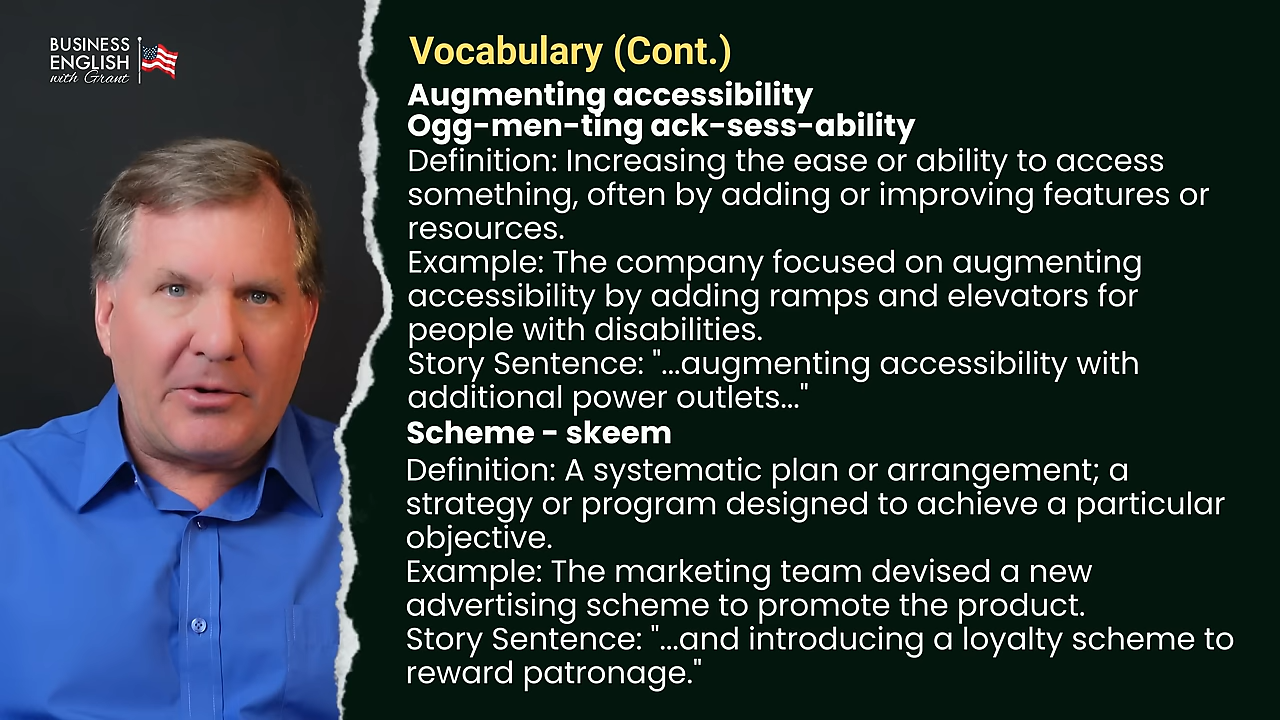 BUSINESS
ENGLISH
with Grant
Vocabulary (Cont.)
Augmenting accessibility
Ogg-men-ting ack-sess-ability
Definition: Increasing the ease or ability to access
something, often by adding or improving features or
resources.
Example: The company focused on augmenting
accessibility by adding ramps and elevators for
people with disabilities.
Story Sentence: "...augmenting accessibility with
additional power outlets..."
Scheme - skeem
Definition: A systematic plan or arrangement; a
strategy or program designed to achieve a particular
objective.
Example: The marketing team devised a new
advertising scheme to promote the product.
Story Sentence: "...and introducing a loyalty scheme to
reward patronage."